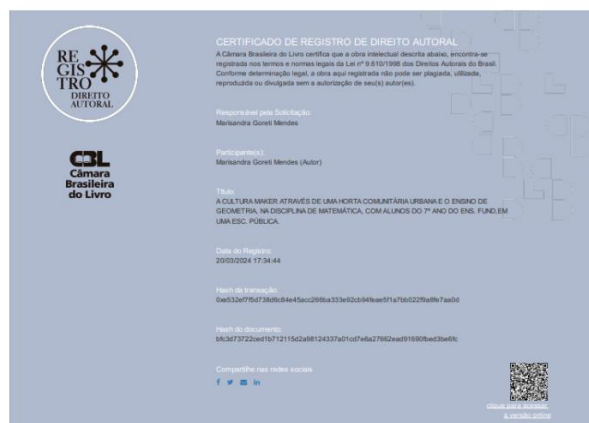 RE
GIS
TRO
DIREITO
AUTORAL
CBL
Câmara
Brasileira
do Livro
CERTIFICADO DE REGISTRO DE DIREITO AUTORAL
A Câmara Brasileira do Livro certifica que a obra intelectual descrita abaixo, encontra-se
registrada nos termos e normas legais da Lei nº 9.610/1998 dos Direitos Autorais do Brasil.
Conforme determinação legal, a obra aqui registrada não pode ser plagiada, utilizada,
reproduzida ou divulgada sem a autorização de seu(s) autor(es).
Responsável pela Solicitação:
Marisandra Goreti Mendes
Participante(s):
Marisandra Goreti Mendes (Autor)
Título:
A CULTURA MAKER ATRAVÉS DE UMA HORTA COMUNITÁRIA URBANA E O ENSINO DE
GEOMETRIA, NA DISCIPLINA DE MATEMÁTICA, COM ALUNOS DO 7º ANO DO ENS. FUND,EM
UMA ESC. PÚBLICA.
Data do Registro:
20/03/2024 17:34:44
Hash da transação:
Hash do documento:
Compartilhe nas redes sociais
clique para acessar
a versão online